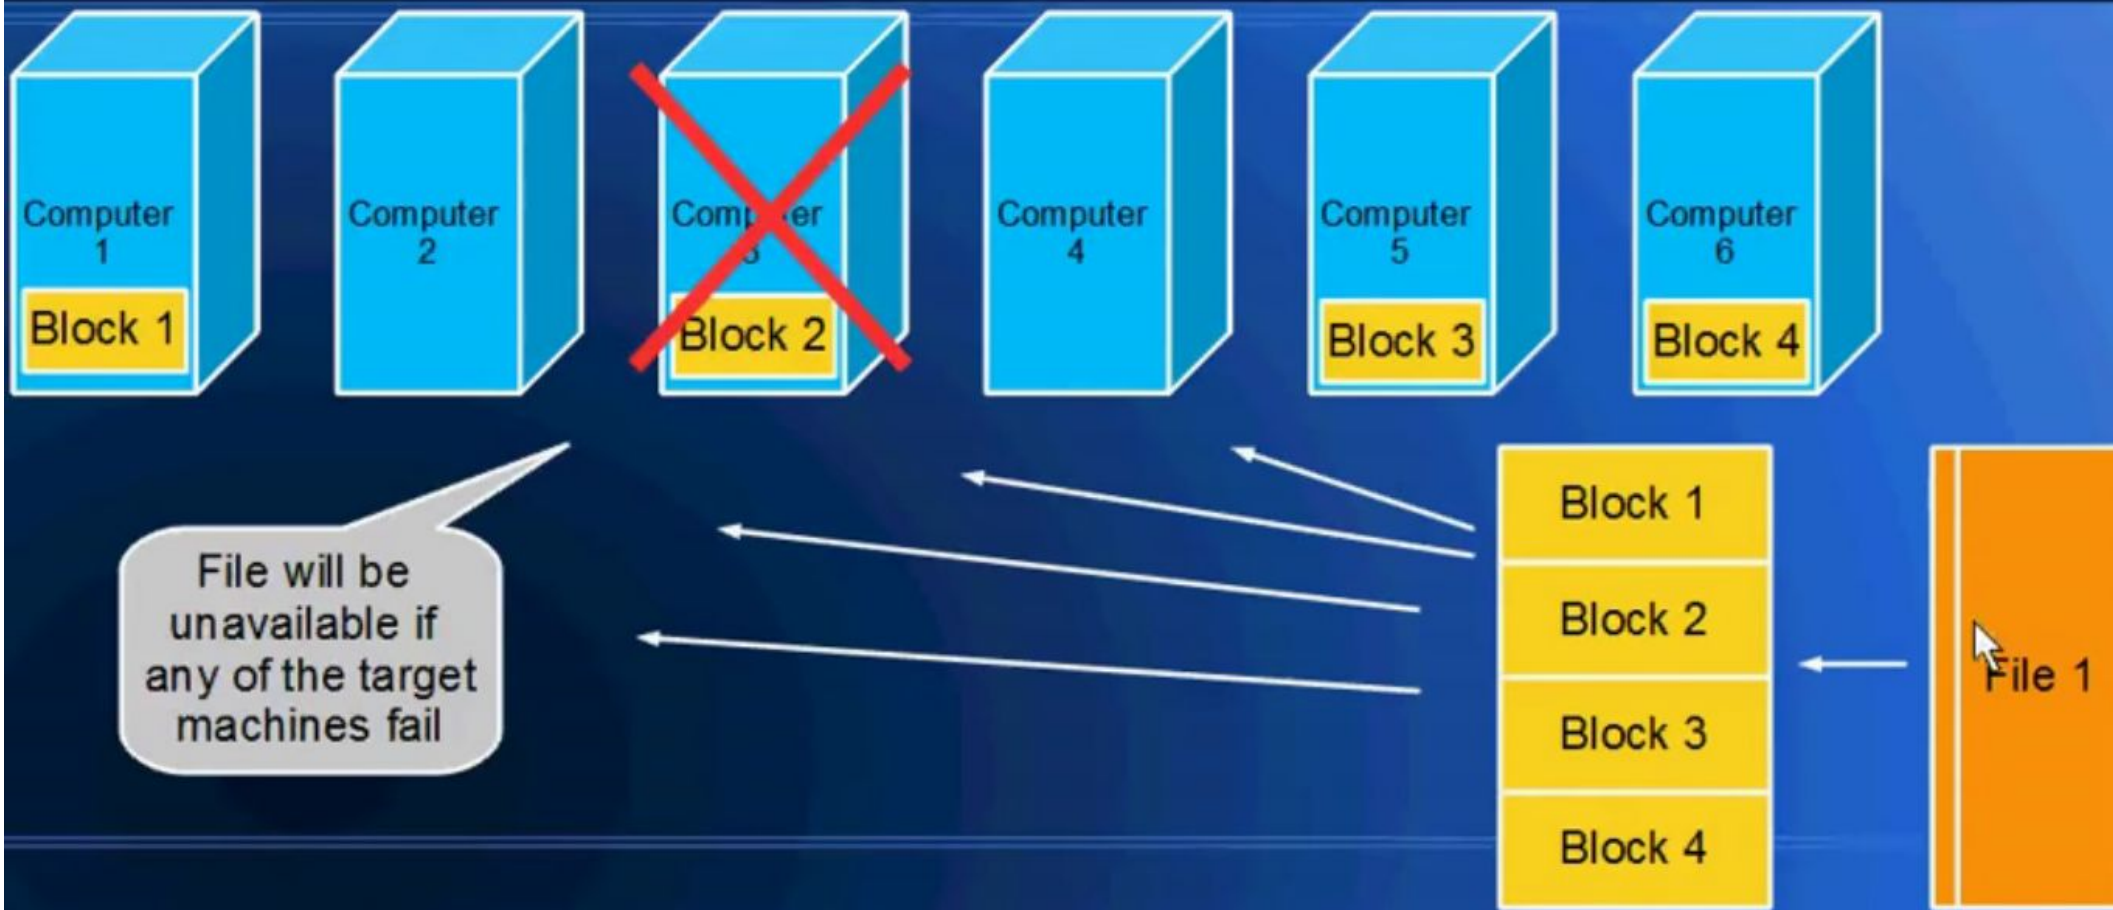 Computer
1
Block 1
Computer
2
Computer
3
Block 2
Computer
4
Computer
5
Block 3
Computer
6
Block 4
File will be
unavailable if
any of the target
machines fail
Block 1
Block 2
Block 3
Block 4
File 1